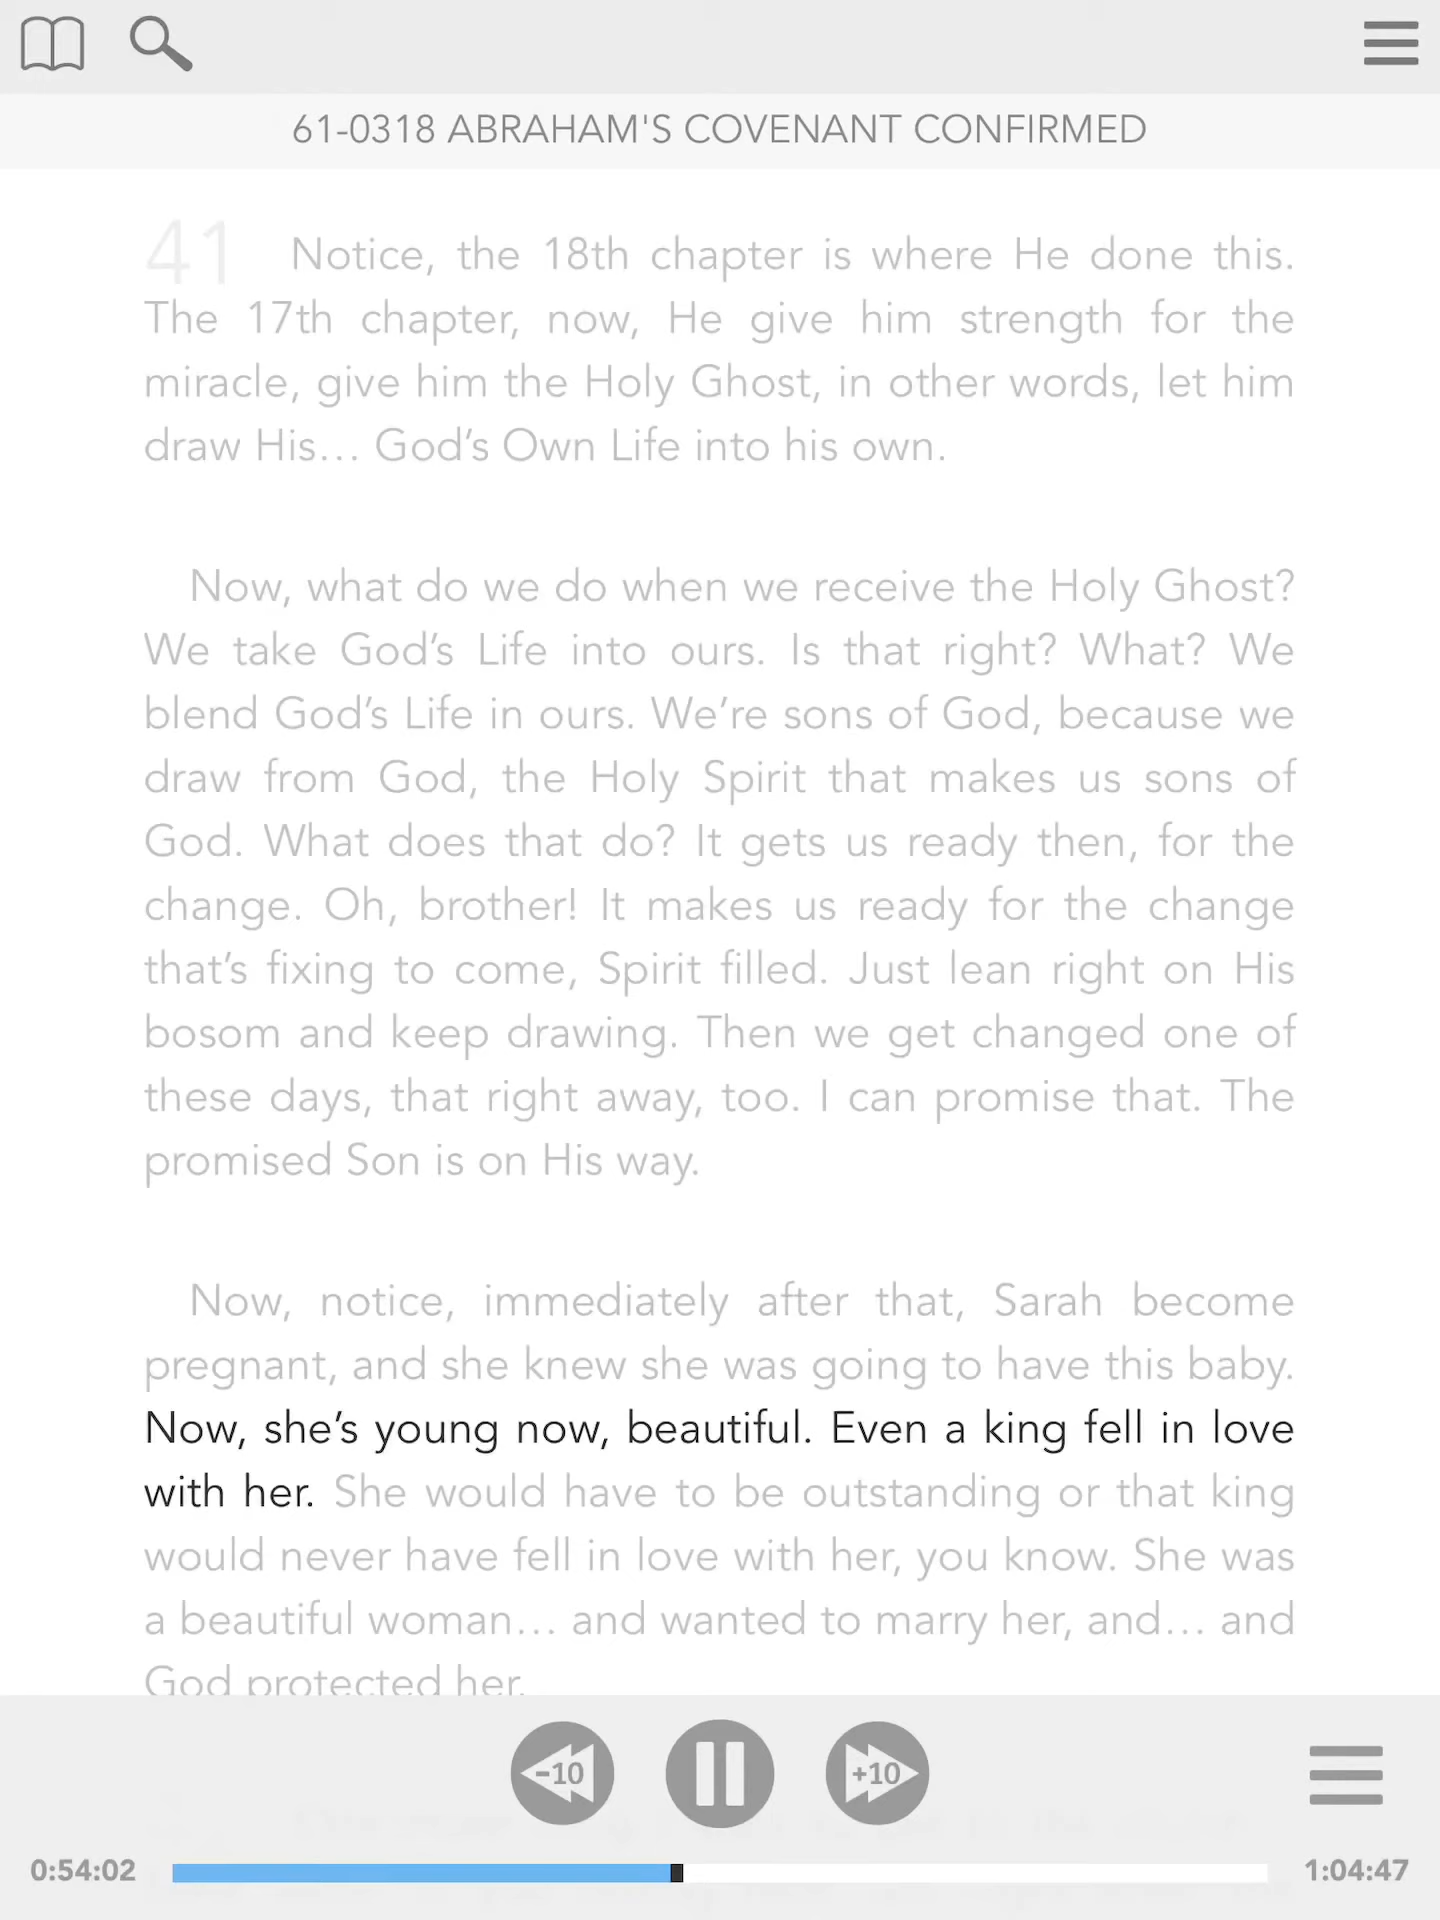 61-0318 ABRAHAM'S COVENANT CONFIRMED
41 Notice, the 18th chapter is where He done this.
The 17th chapter, now, He give him strength for the
miracle, give him the Holy Ghost, in other words, let him
draw His… God’s Own Life into his own.
Now, what do we do when we receive the Holy Ghost?
We take God’s Life into ours. Is that right? What? We
blend God’s Life in ours. We’re sons of God, because we
draw from God, the Holy Spirit that makes us sons of
God. What does that do? It gets us ready then, for the
change. Oh, brother! It makes us ready for the change
that’s fixing to come, Spirit filled. Just lean right on His
bosom and keep drawing. Then we get changed one of
these days, that right away, too. I can promise that. The
promised Son is on His way.
Now, notice, immediately after that, Sarah become
pregnant, and she knew she was going to have this baby.
Now, she’s young now, beautiful. Even a king fell in love
with her. She would have to be outstanding or that king
would never have fell in love with her, you know. She was
a beautiful woman… and wanted to marry her, and… and
God protected her.
-10 +10
0:54:02 1:04:47